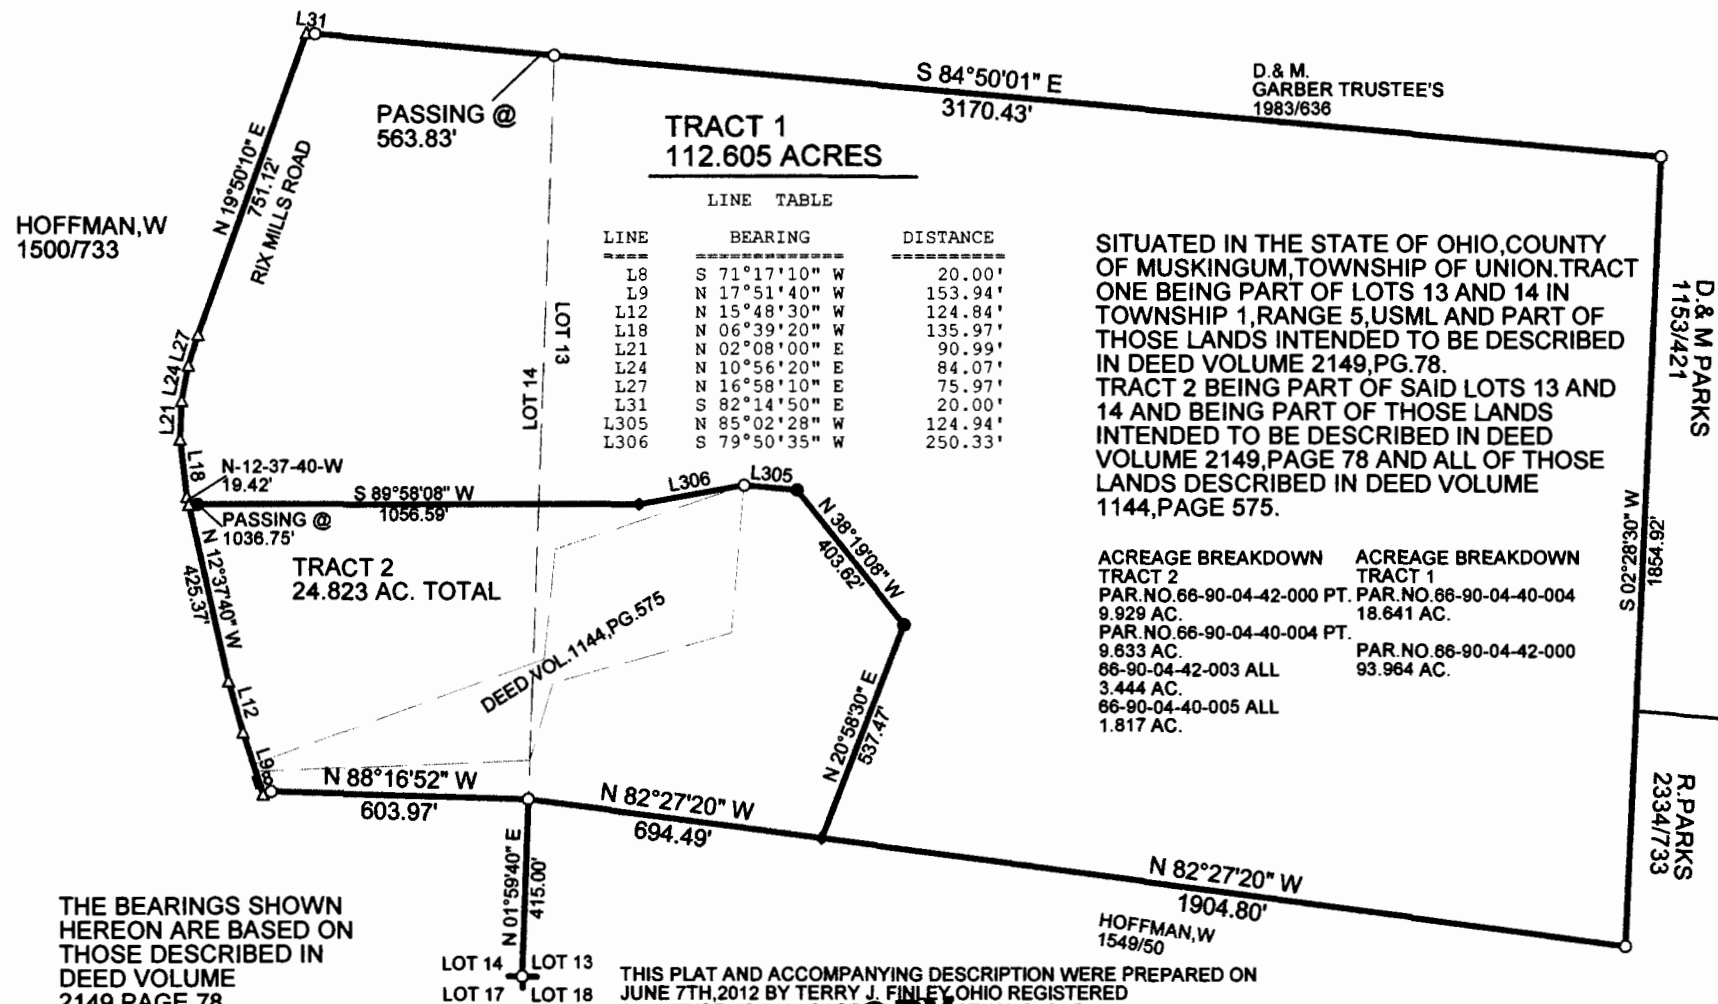 L31
S 84°50'01" E
3170.43'
D.& M.
GARBER TRUSTEE'S
1983/636
PASSING @
563.83'
TRACT 1
112.605 ACRES
N 19°50'10" E
751.12'
RIX MILLS ROAD
HOFFMAN,W
1500/733
LINE TABLE
LINE BEARING DISTANCE
==== ============= ==========
L8 S 71°17'10" W 20.00'
L9 N 17°51'40" W 153.94'
L12 N 15°48'30" W 124.84'
L18 N 06°39'20" W 135.97'
L21 N 02°08'00" E 90.99'
L24 N 10°56'20" E 84.07'
L27 N 16°58'10" E 75.97'
L31 S 82°14'50" E 20.00'
L305 N 85°02'28" W 124.94'
L306 S 79°50'35" W 250.33'
LOT 13
LOT 14
SITUATED IN THE STATE OF OHIO,COUNTY
OF MUSKINGUM,TOWNSHIP OF UNION.TRACT
ONE BEING PART OF LOTS 13 AND 14 IN
TOWNSHIP 1,RANGE 5,USML AND PART OF
THOSE LANDS INTENDED TO BE DESCRIBED
IN DEED VOLUME 2149,PG.78.
TRACT 2 BEING PART OF SAID LOTS 13 AND
14 AND BEING PART OF THOSE LANDS
INTENDED TO BE DESCRIBED IN DEED
VOLUME 2149,PAGE 78 AND ALL OF THOSE
LANDS DESCRIBED IN DEED VOLUME
1144,PAGE 575.
D.& M PARKS
1153/421
L27
L24
L21
L18
N-12-37-40-W
19.42'
S 89°58'08" W
1056.59'
PASSING @
1036.75'
L306
L305
N 38°19'08" W
403.62'
S 02°28'30" W
1854.92'
TRACT 2
24.823 AC. TOTAL
N 12°37'40" W
425.37'
DEED VOL.1144,PG.575
ACREAGE BREAKDOWN
TRACT 2
PAR.NO.66-90-04-42-000 PT.
9.929 AC.
PAR.NO.66-90-04-40-004 PT.
9.633 AC.
66-90-04-42-003 ALL
3.444 AC.
66-90-04-40-005 ALL
1.817 AC.
ACREAGE BREAKDOWN
TRACT 1
PAR.NO.66-90-04-40-004
18.641 AC.
PAR.NO.66-90-04-42-000
93.964 AC.
N 20°58'30" E
537.47'
L12
L9
N 88°16'52" W
603.97'
N 82°27'20" W
694.49'
N 82°27'20" W
1904.80'
R.PARKS
2334/733
HOFFMAN,W
1549/50
N 01°59'40" E
415.00'
THE BEARINGS SHOWN
HEREON ARE BASED ON
THOSE DESCRIBED IN
DEED VOLUME
2149,PAGE 78
LOT 14 LOT 13
LOT 17 LOT 18
THIS PLAT AND ACCOMPANYING DESCRIPTION WERE PREPARED ON
JUNE 7TH,2012 BY TERRY J. FINLEY,OHIO REGISTERED